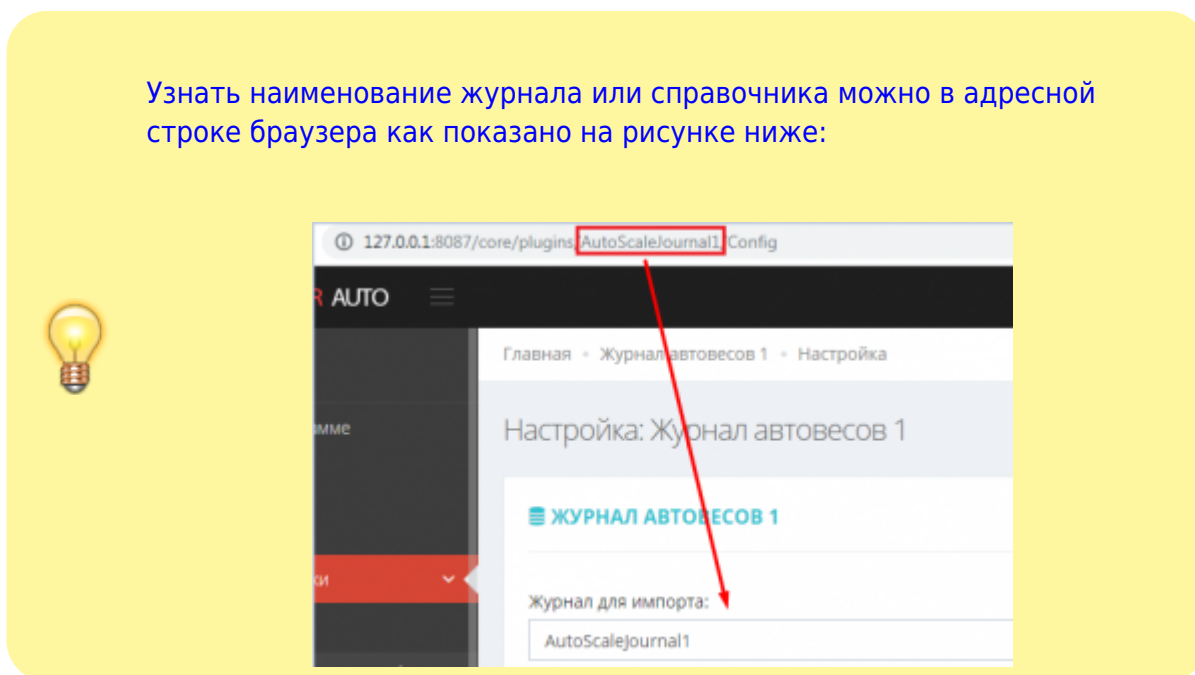 Узнать наименование журнала или справочника можно в адресной
строке браузера как показано на рисунке ниже:
127.0.0.1:8087/core/plugins/AutoScaleJournal1/Config
R AUTO
Главная • Журнал автовесов 1 • Настройка
амме
Настройка: Журнал автовесов 1
ЖУРНАЛ АВТОВЕСОВ 1
ки
Журнал для импорта:
AutoScaleJournal1